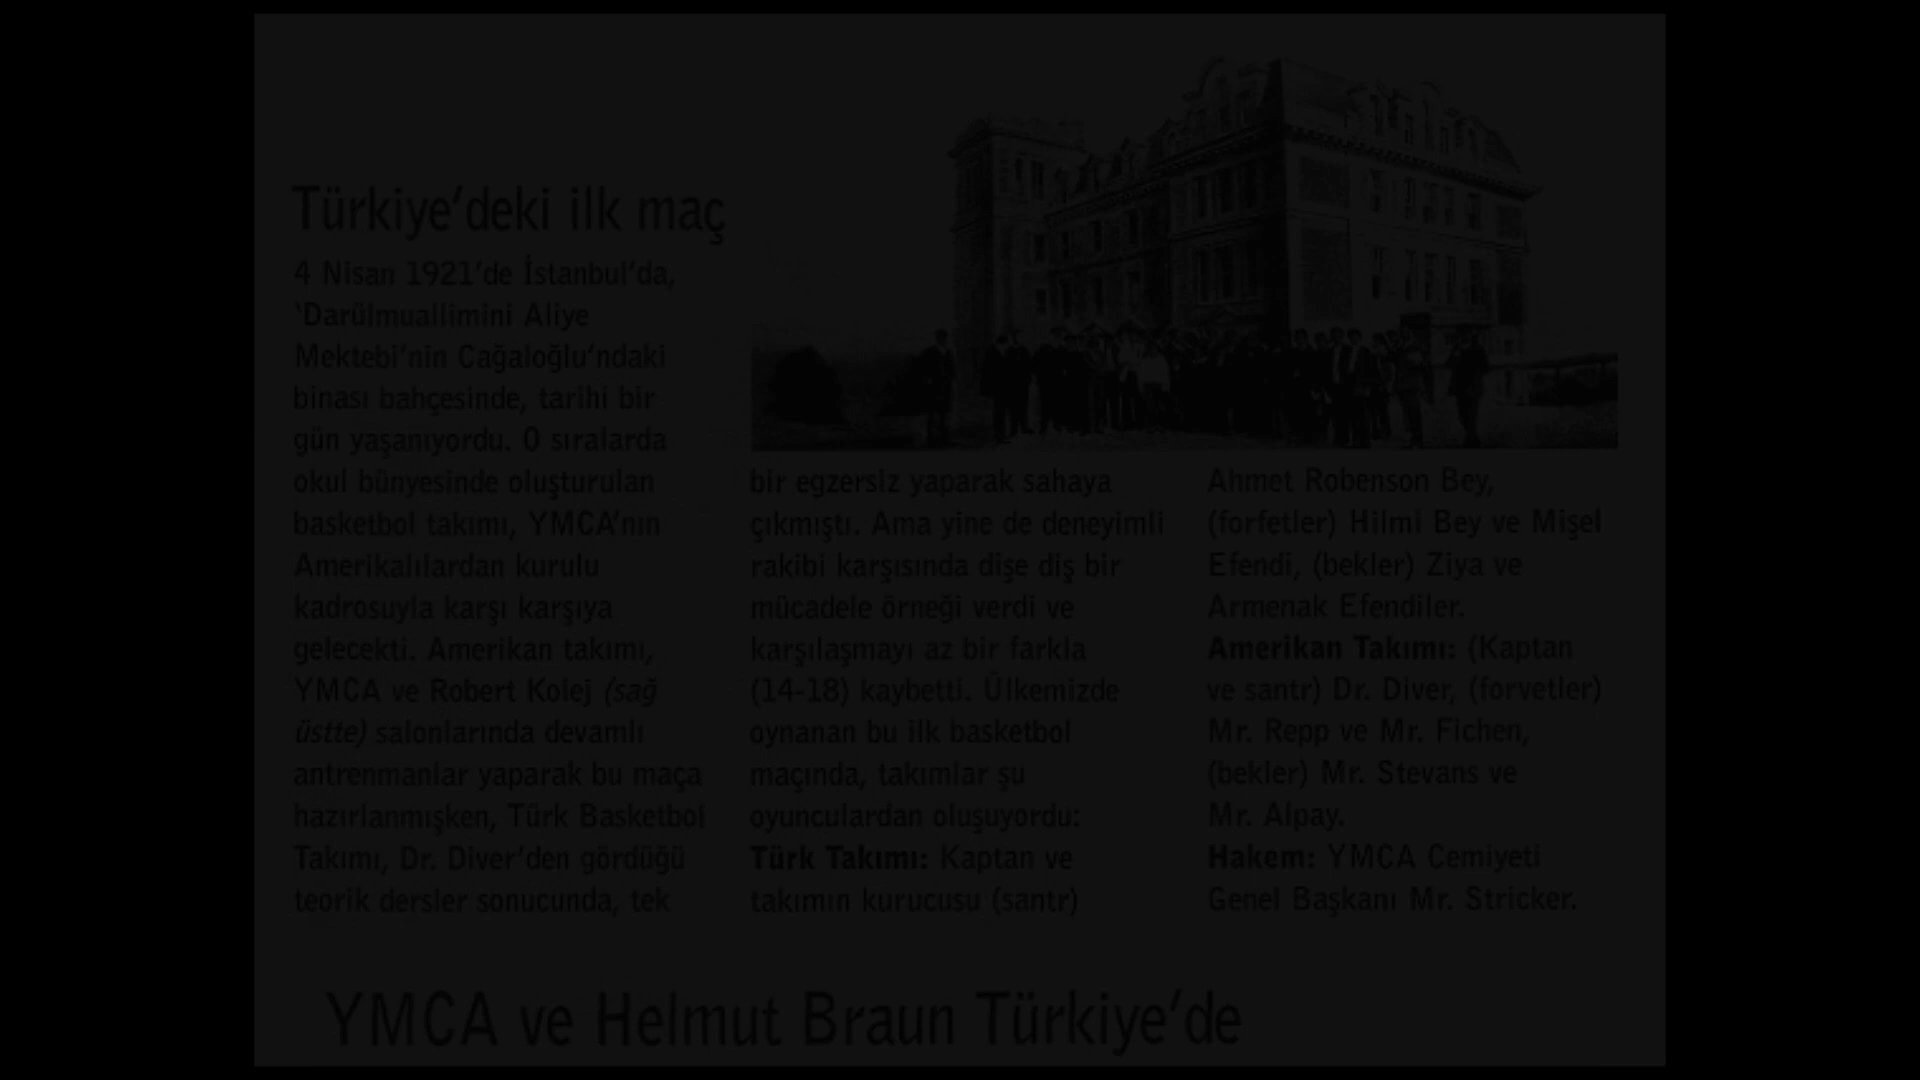 Türkiye'deki ilk maç
4 Nisan 1921'de İstanbul'da,
'Darülmuallimini Aliye
Mektebi'nin Cağaloğlu'ndaki
binası bahçesinde, tarihi bir
gün yaşanıyordu. O sıralarda
okul bünyesinde oluşturulan
basketbol takımı, YMCA'nın
Amerikalılardan kurulu
kadrosuyla karşı karşıya
gelecekti. Amerikan takımı,
YMCA ve Robert Kolej (sağ
üstte) salonlarında devamlı
antrenmanlar yaparak bu maça
hazırlanmışken, Türk Basketbol
Takımı, Dr. Diver'den gördüğü
teorik dersler sonucunda, tek
bir egzersiz yaparak sahaya
çıkmıştı. Ama yine de deneyimli
rakibi karşısında dişe diş bir
mücadele örneği verdi ve
karşılaşmayı az bir farkla
(14-18) kaybetti. Ülkemizde
oynanan bu ilk basketbol
maçında, takımlar şu
oyunculardan oluşuyordu:
Türk Takımı: Kaptan ve
takımın kurucusu (santr)
Ahmet Robenson Bey,
(forfetler) Hilmi Bey ve Mişel
Efendi, (bekler) Ziya ve
Armenak Efendiler.
Amerikan Takımı: (Kaptan
ve santr) Dr. Diver, (forvetler)
Mr. Repp ve Mr. Fichen,
(bekler) Mr. Stevans ve
Mr. Alpay.
Hakem: YMCA Cemiyeti
Genel Başkanı Mr. Stricker.
YMCA ve Helmut Braun Türkiye'de